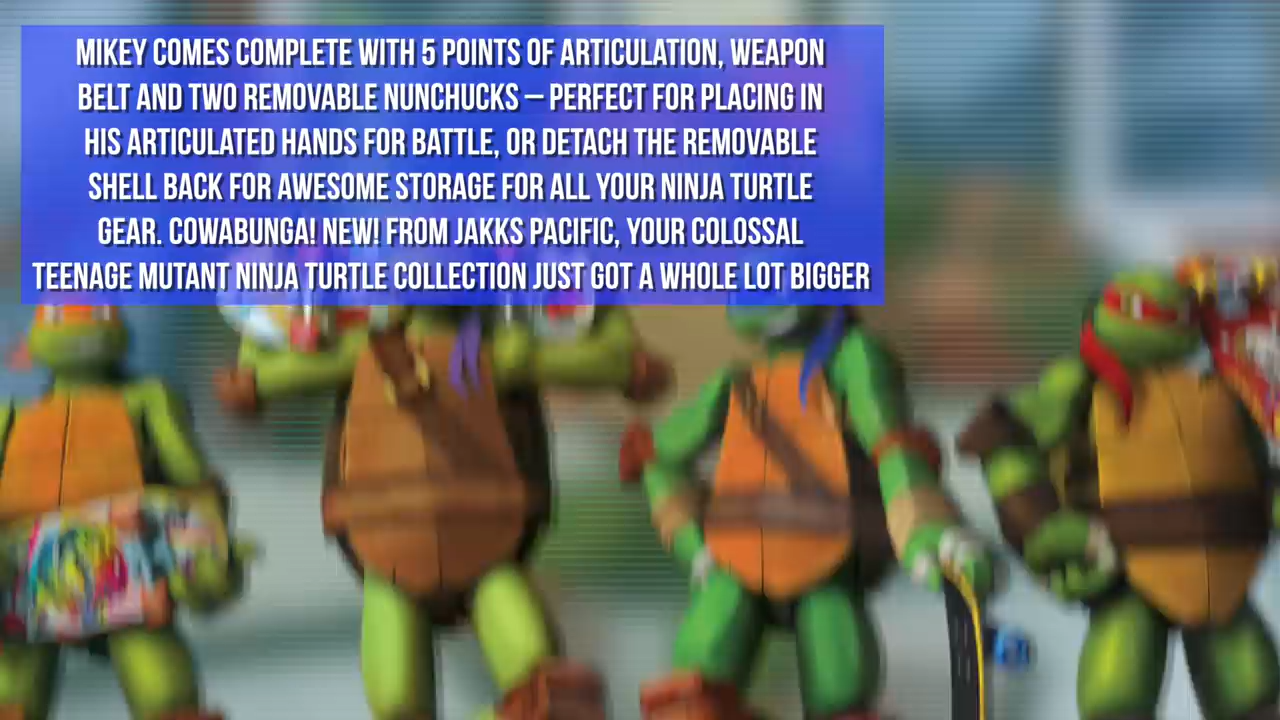 MIKEY COMES COMPLETE WITH 5 POINTS OF ARTICULATION, WEAPON
BELT AND TWO REMOVABLE NUNCHUCKS – PERFECT FOR PLACING IN
HIS ARTICULATED HANDS FOR BATTLE, OR DETACH THE REMOVABLE
SHELL BACK FOR AWESOME STORAGE FOR ALL YOUR NINJA TURTLE
GEAR. COWABUNGA! NEW! FROM JAKKS PACIFIC, YOUR COLOSSAL
TEENAGE MUTANT NINJA TURTLE COLLECTION JUST GOT A WHOLE LOT BIGGER